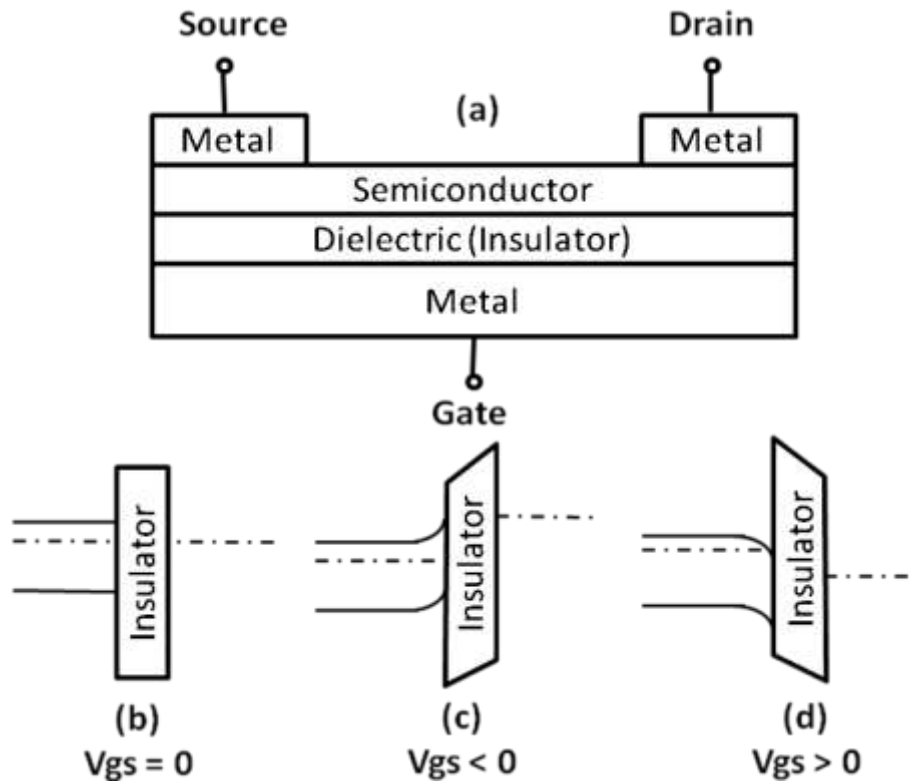 Source Drain
(a)
Metal Metal
Semiconductor
Dielectric (Insulator)
Metal
Gate
Insulator Insulator Insulator
(b) (c) (d)
Vgs = 0 Vgs < 0 Vgs > 0